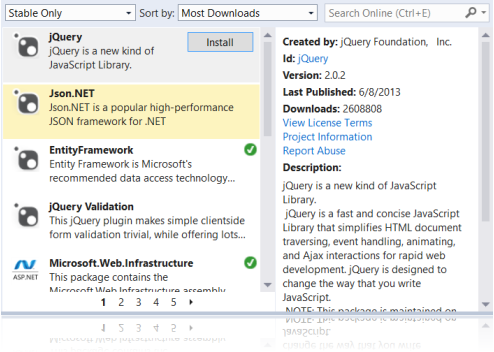 Stable Only
Sort by: Most Downloads
Search Online (Ctrl+E)
jQuery
Install
jQuery is a new kind of
JavaScript Library.
Json.NET
Json.NET is a popular high-performance
JSON framework for .NET
EntityFramework
Entity Framework is Microsoft's
recommended data access technology...
jQuery Validation
This jQuery plugin makes simple clientside
form validation trivial, while offering lots...
ASP.NET
Microsoft.Web.Infrastructure
This package contains the
Microsoft.Web.Infrastructure assembly
1 2 3 4 5
Created by: jQuery Foundation, Inc.
Id: jQuery
Version: 2.0.2
Last Published: 6/8/2013
Downloads: 2608808
View License Terms
Project Information
Report Abuse
Description:
jQuery is a new kind of JavaScript
Library.
jQuery is a fast and concise JavaScript
Library that simplifies HTML document
traversing, event handling, animating,
and Ajax interactions for rapid web
development. jQuery is designed to
change the way that you write
JavaScript.
NOTE: This package is maintained on